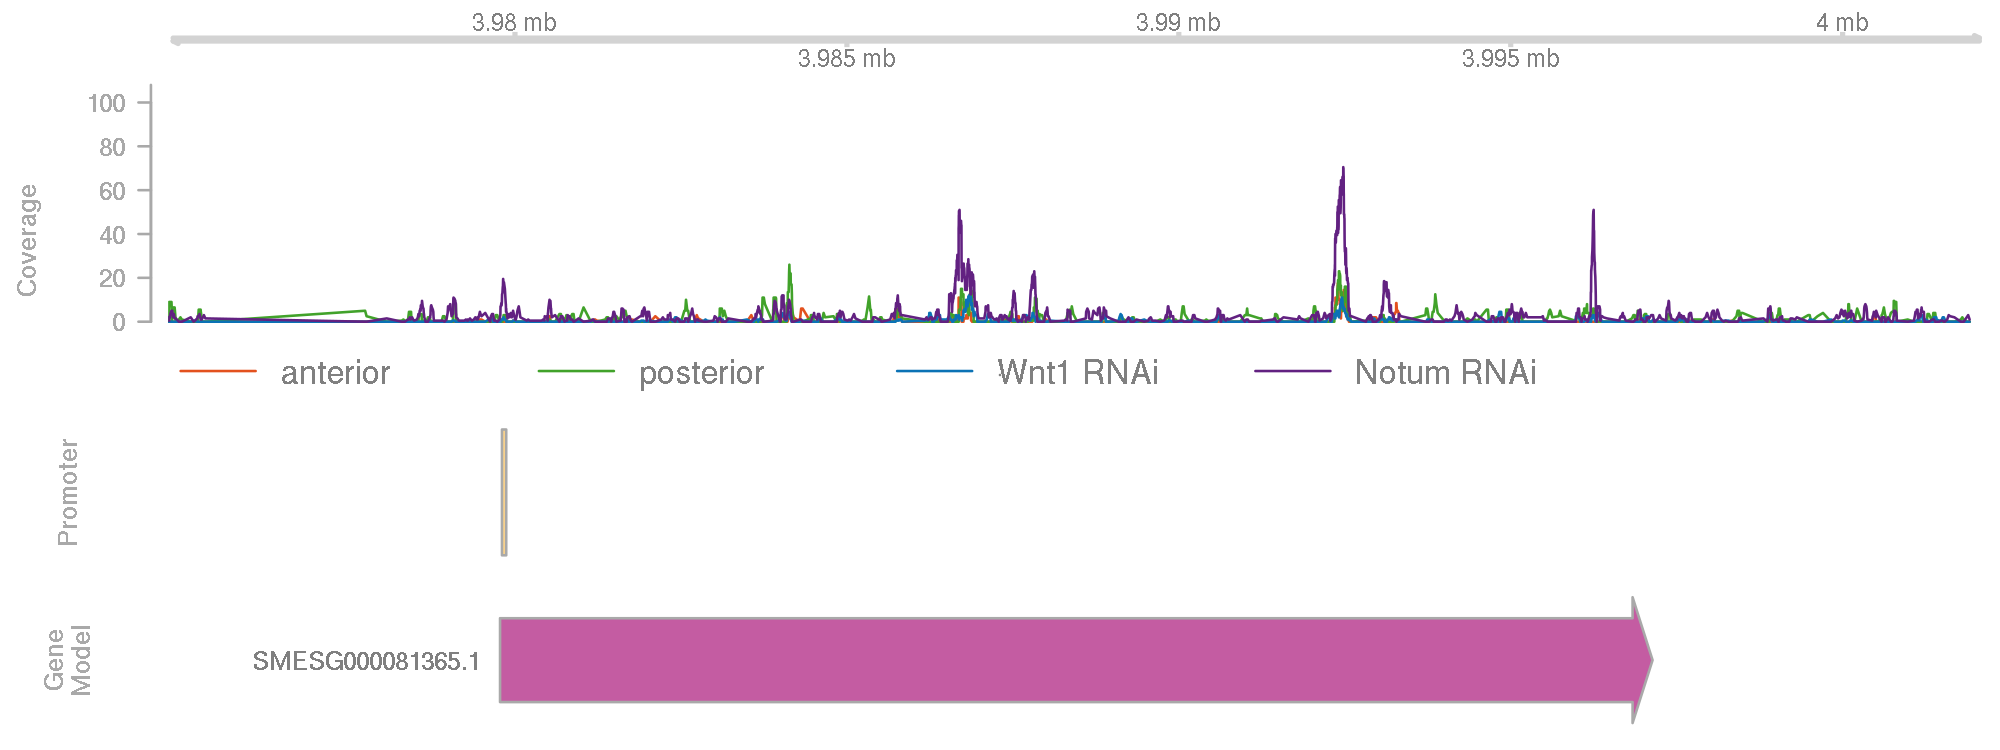 3.98 mb 3.99 mb 4 mb
3.985 mb 3.995 mb
Coverage
100
80
60
40
20
0
anterior posterior Wnt1 RNAi Notum RNAi
Promoter
Gene
Model
SMESG000081365.1